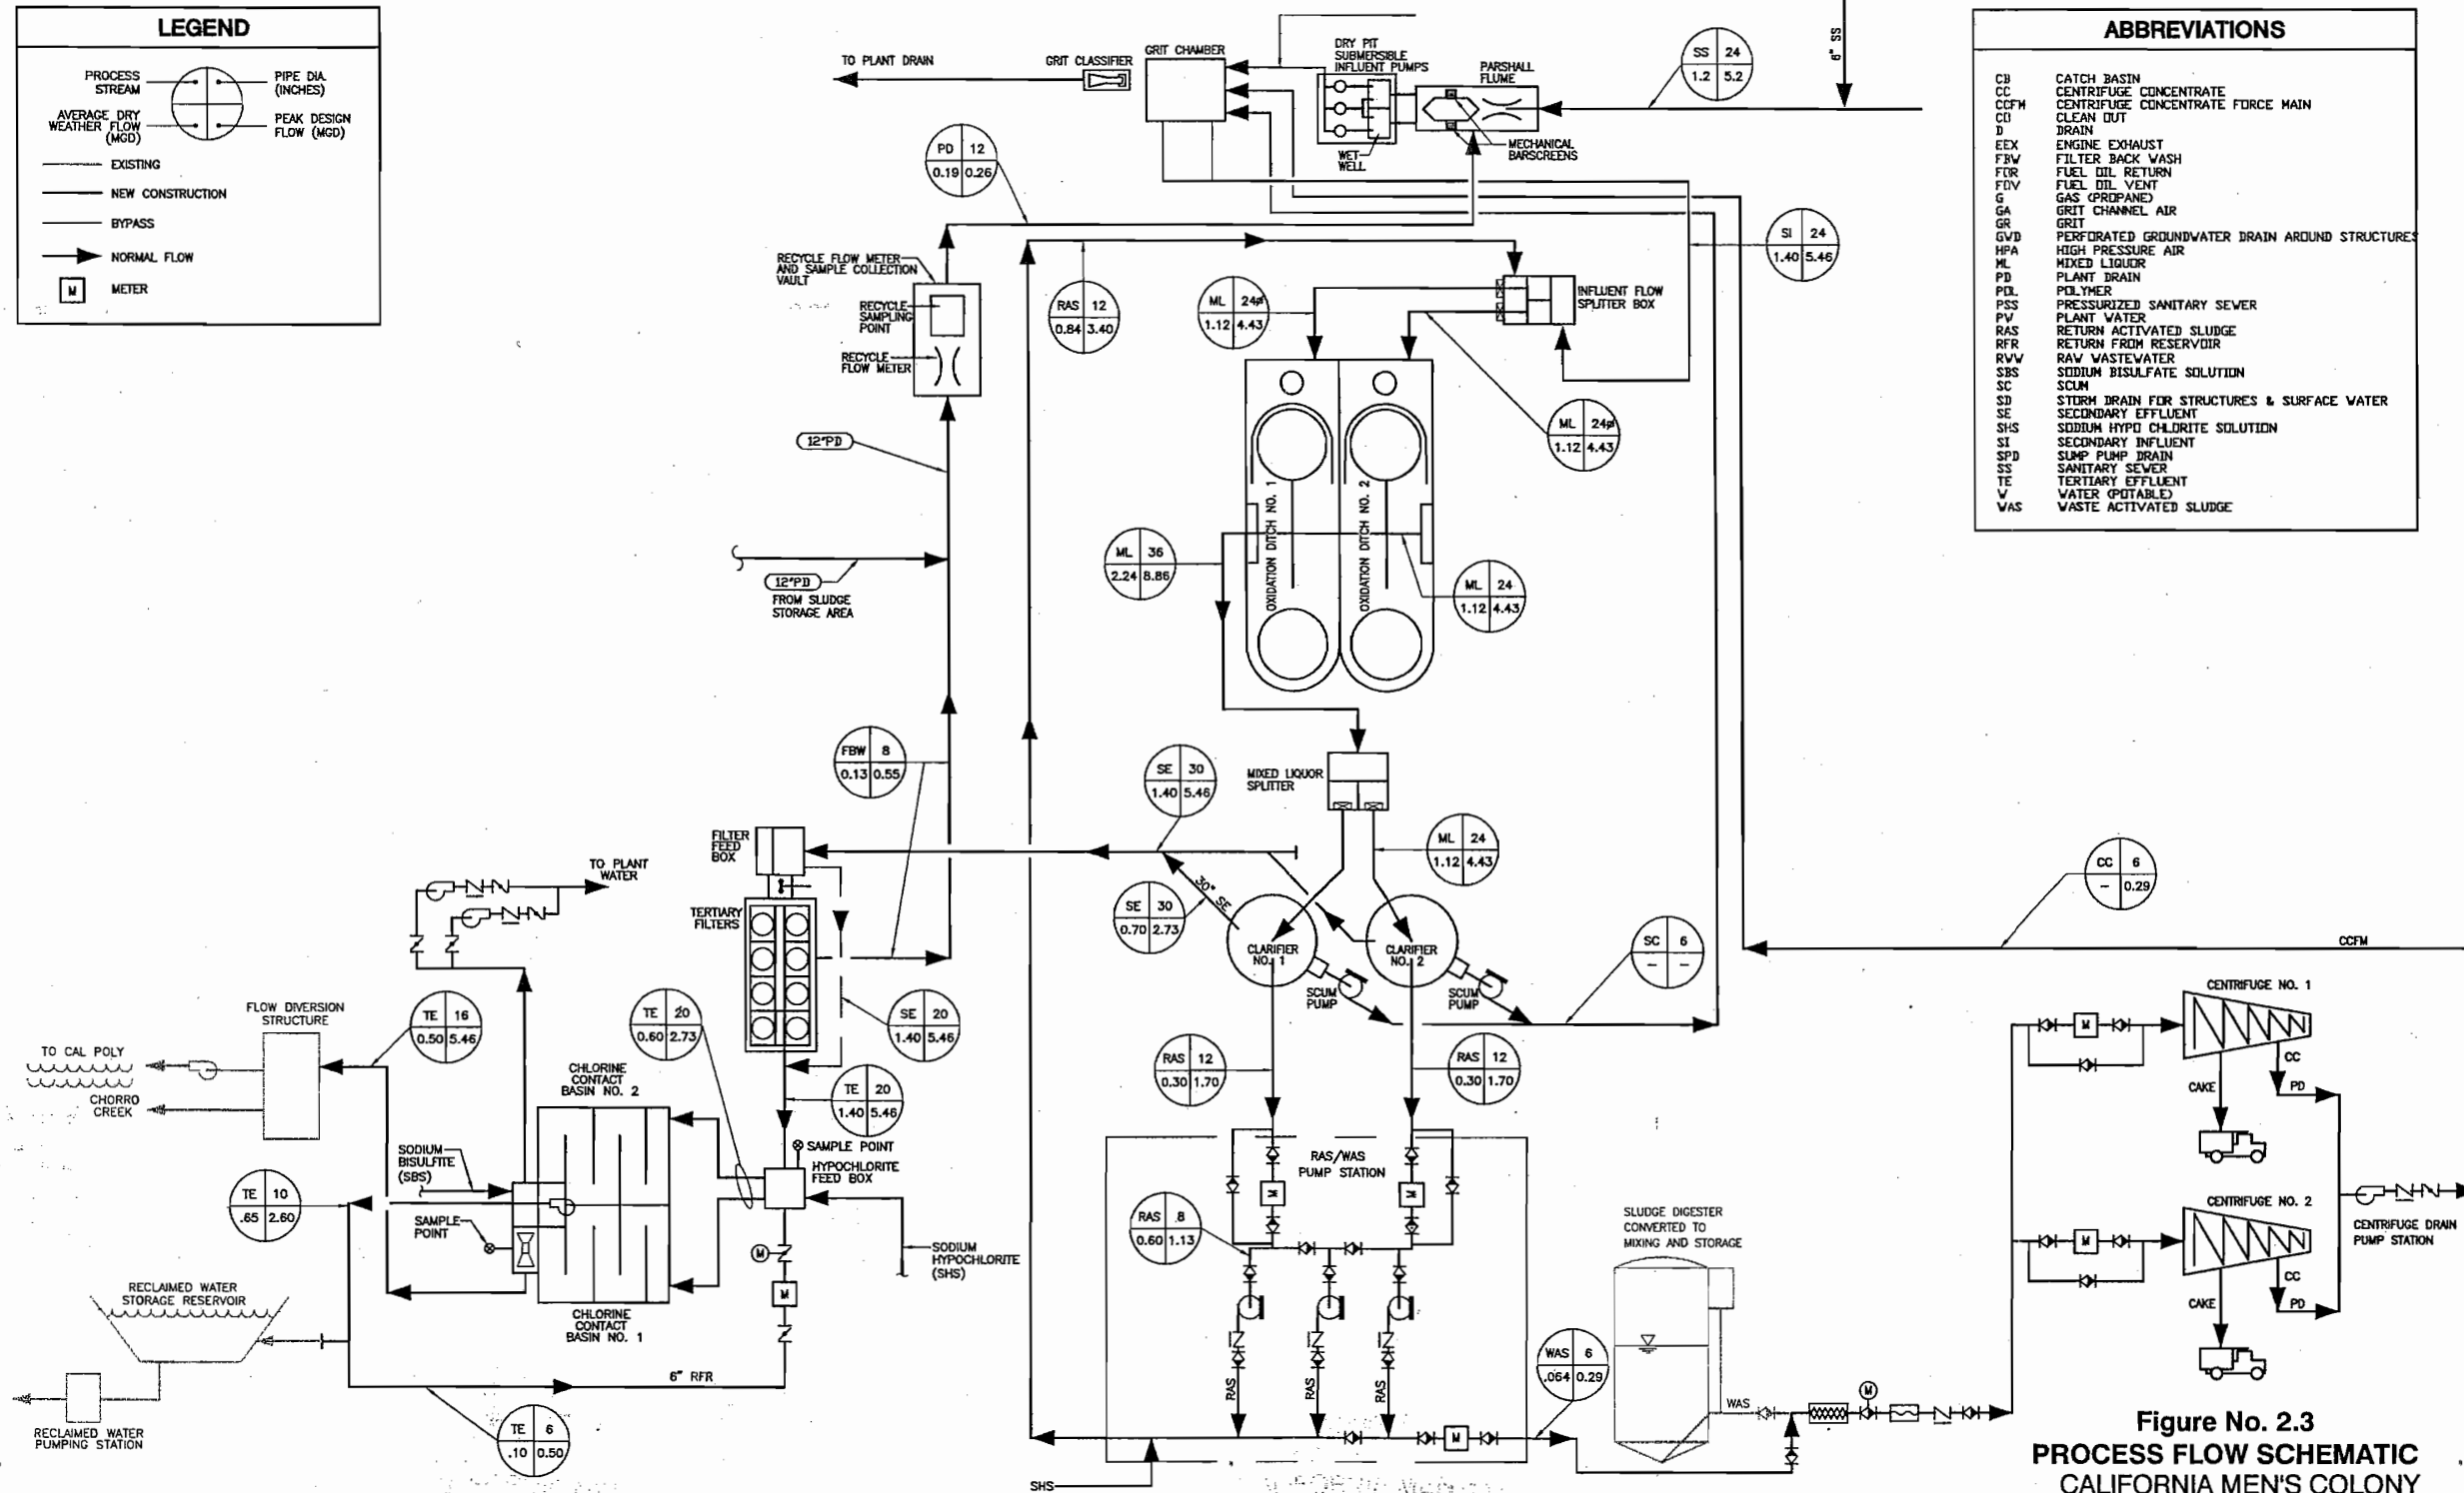 LEGEND
PROCESS
STREAM
PIPE DIA.
(INCHES)
AVERAGE DRY
WEATHER FLOW
(MGD)
PEAK DESIGN
FLOW (MGD)
EXISTING
NEW CONSTRUCTION
BYPASS
NORMAL FLOW
M METER
TO PLANT DRAIN
GRIT CLASSIFIER
GRIT CHAMBER
DRY PIT
SUBMERSIBLE
INFLUENT PUMPS
PARSHALL
FLUME
WET
WELL
MECHANICAL
BARSCREENS
SS 24
1.2 5.2
6" SS
ABBREVIATIONS
CB CATCH BASIN
CC CENTRIFUGE CONCENTRATE
CCFM CENTRIFUGE CONCENTRATE FORCE MAIN
CO CLEAN OUT
D DRAIN
EEX ENGINE EXHAUST
FBW FILTER BACK WASH
FOR FUEL OIL RETURN
FOV FUEL OIL VENT
G GAS (PROPANE)
GA GRIT CHANNEL AIR
GR GRIT
GWD PERFORATED GROUNDWATER DRAIN AROUND STRUCTURES
HPA HIGH PRESSURE AIR
ML MIXED LIQUOR
PD PLANT DRAIN
POL POLYMER
PSS PRESSURIZED SANITARY SEWER
PW PLANT WATER
RAS RETURN ACTIVATED SLUDGE
RFR RETURN FROM RESERVOIR
RWW RAW WASTEWATER
SBS SODIUM BISULFATE SOLUTION
SC SCUM
SD STORM DRAIN FOR STRUCTURES & SURFACE WATER
SE SECONDARY EFFLUENT
SHS SODIUM HYPO CHLORITE SOLUTION
SI SECONDARY INFLUENT
SPD SUMP PUMP DRAIN
SS SANITARY SEWER
TE TERTIARY EFFLUENT
W WATER (POTABLE)
WAS WASTE ACTIVATED SLUDGE
PD 12
0.19 0.26
SI 24
1.40 5.46
RECYCLE FLOW METER
AND SAMPLE COLLECTION
VAULT
RECYCLE
SAMPLING
POINT
RECYCLE
FLOW METER
RAS 12
0.84 3.40
ML 24ø
1.12 4.43
INFLUENT FLOW
SPLITTER BOX
ML 24ø
1.12 4.43
12"PD
OXIDATION DITCH NO. 1
OXIDATION DITCH NO. 2
ML 36
2.24 8.86
ML 24
1.12 4.43
12"PD
FROM SLUDGE
STORAGE AREA
FBW 8
0.13 0.55
SE 30
1.40 5.46
MIXED LIQUOR
SPLITTER
ML 24
1.12 4.43
FILTER
FEED
BOX
TO PLANT
WATER
30" SE
SE 30
0.70 2.73
CC 6
– 0.29
TERTIARY
FILTERS
CLARIFIER
NO. 1
CLARIFIER
NO. 2
SC 6
– –
CCFM
SCUM
PUMP
SCUM
PUMP
CENTRIFUGE NO. 1
FLOW DIVERSION
STRUCTURE
TE 16
0.50 5.46
TE 20
0.60 2.73
SE 20
1.40 5.46
TO CAL POLY
CHORRO
CREEK
CHLORINE
CONTACT
BASIN NO. 2
RAS 12
0.30 1.70
RAS 12
0.30 1.70
M
CC
CAKE
PD
TE 20
1.40 5.46
SAMPLE POINT
SODIUM
BISULFITE
(SBS)
HYPOCHLORITE
FEED BOX
RAS/WAS
PUMP STATION
M
M
TE 10
.65 2.60
SAMPLE
POINT
RAS 8
0.60 1.13
SLUDGE DIGESTER
CONVERTED TO
MIXING AND STORAGE
CENTRIFUGE NO. 2
M
CENTRIFUGE DRAIN
PUMP STATION
CC
CAKE
PD
M
SODIUM
HYPOCHLORITE
(SHS)
M
RECLAIMED WATER
STORAGE RESERVOIR
CHLORINE
CONTACT
BASIN NO. 1
6" RFR
WAS 6
.064 0.29
RAS
RAS
RAS
WAS
M
M
RECLAIMED WATER
PUMPING STATION
TE 6
.10 0.50
SHS
Figure No. 2.3
PROCESS FLOW SCHEMATIC
CALIFORNIA MEN'S COLONY